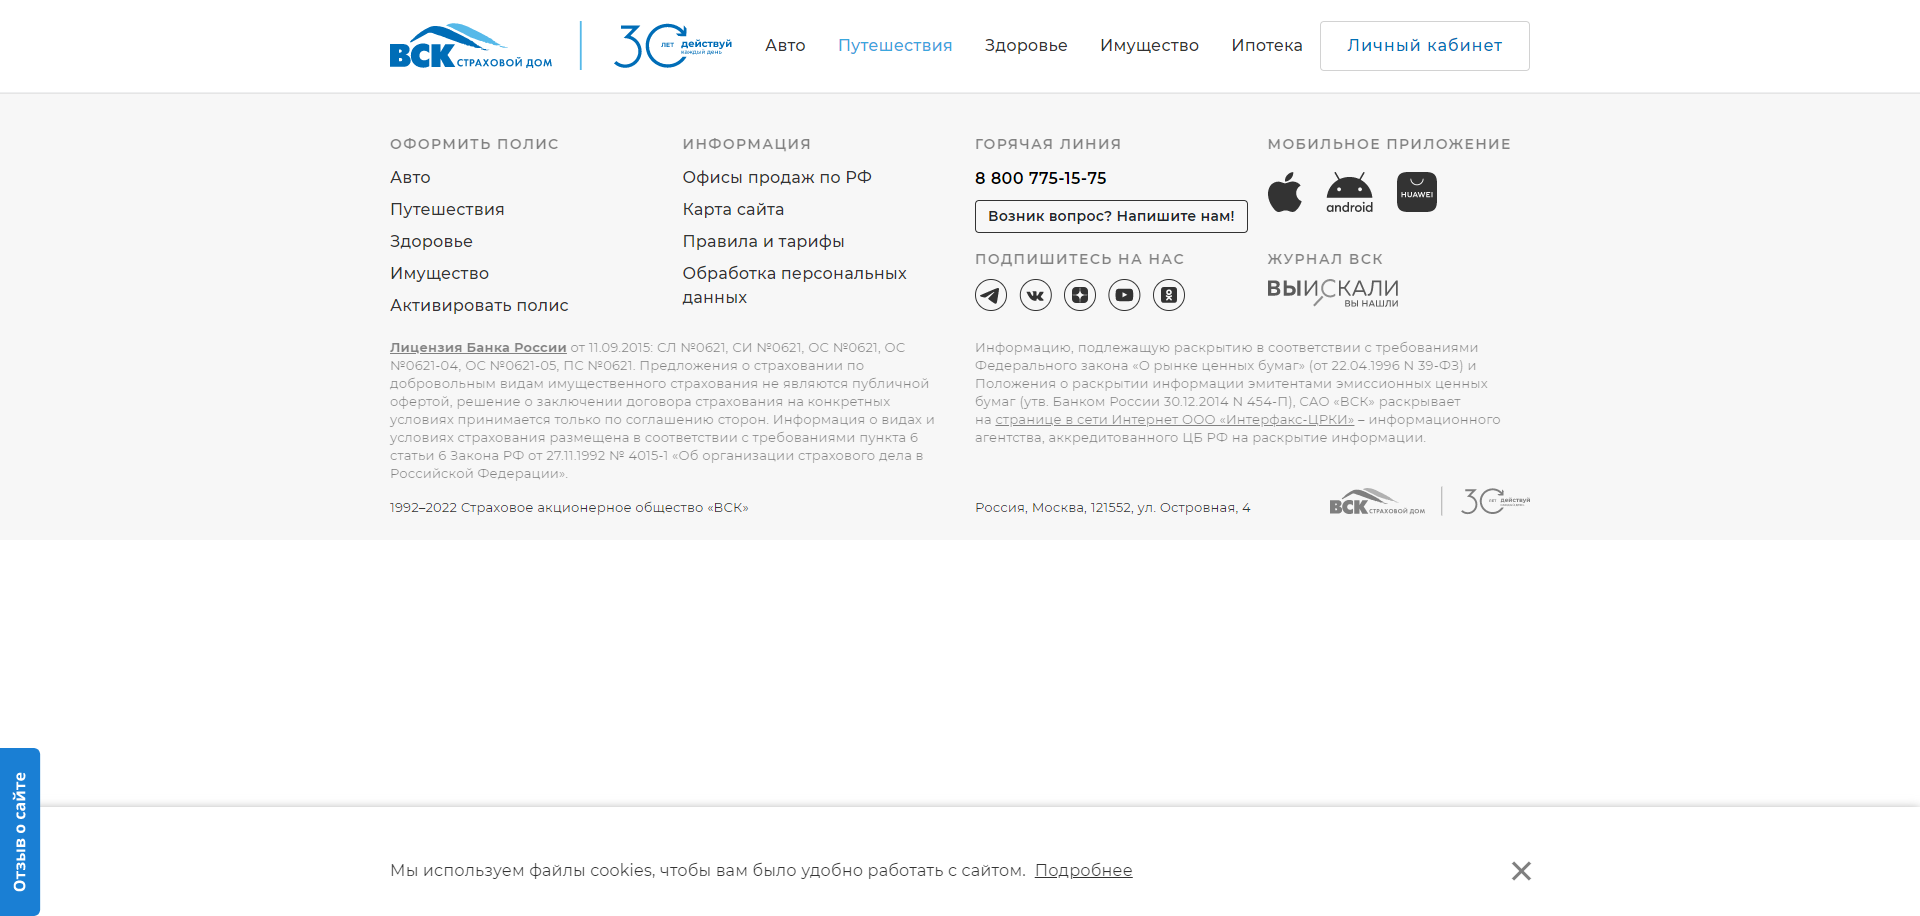 ВСК СТРАХОВОЙ ДОМ
30 ЛЕТ действуй каждый день
Авто Путешествия Здоровье Имущество Ипотека Личный кабинет
ОФОРМИТЬ ПОЛИС
Авто
Путешествия
Здоровье
Имущество
Активировать полис
ИНФОРМАЦИЯ
Офисы продаж по РФ
Карта сайта
Правила и тарифы
Обработка персональных
данных
ГОРЯЧАЯ ЛИНИЯ
8 800 775-15-75
Возник вопрос? Напишите нам!
ПОДПИШИТЕСЬ НА НАС
МОБИЛЬНОЕ ПРИЛОЖЕНИЕ
android
HUAWEI
ЖУРНАЛ ВСК
ВЫИСКАЛИ
ВЫ НАШЛИ
Лицензия Банка России от 11.09.2015: СЛ №0621, СИ №0621, ОС №0621, ОС
№0621-04, ОС №0621-05, ПС №0621. Предложения о страховании по
добровольным видам имущественного страхования не являются публичной
офертой, решение о заключении договора страхования на конкретных
условиях принимается только по соглашению сторон. Информация о видах и
условиях страхования размещена в соответствии с требованиями пункта 6
статьи 6 Закона РФ от 27.11.1992 № 4015-1 «Об организации страхового дела в
Российской Федерации».
Информацию, подлежащую раскрытию в соответствии с требованиями
Федерального закона «О рынке ценных бумаг» (от 22.04.1996 N 39-ФЗ) и
Положения о раскрытии информации эмитентами эмиссионных ценных
бумаг (утв. Банком России 30.12.2014 N 454-П), САО «ВСК» раскрывает
на странице в сети Интернет ООО «Интерфакс-ЦРКИ» – информационного
агентства, аккредитованного ЦБ РФ на раскрытие информации.
1992–2022 Страховое акционерное общество «ВСК»
Россия, Москва, 121552, ул. Островная, 4
ВСК СТРАХОВОЙ ДОМ
30 лет действуй
Отзыв о сайте
Мы используем файлы cookies, чтобы вам было удобно работать с сайтом. Подробнее